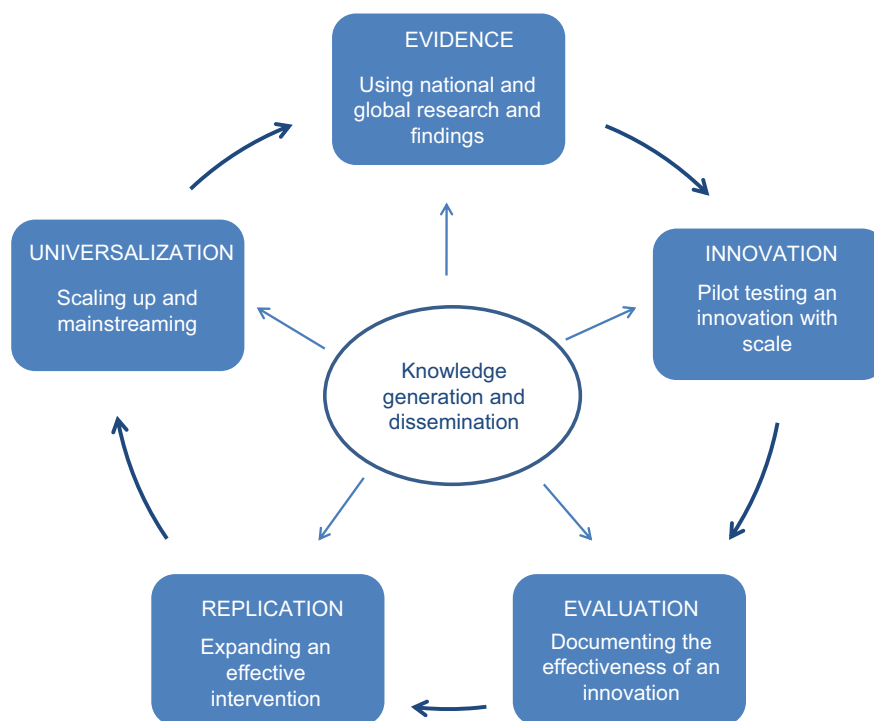 EVIDENCE
Using national and
global research and
findings
INNOVATION
Pilot testing an
innovation with
scale
EVALUATION
Documenting the
effectiveness of an
innovation
REPLICATION
Expanding an
effective
intervention
UNIVERSALIZATION
Scaling up and
mainstreaming
Knowledge
generation and
dissemination